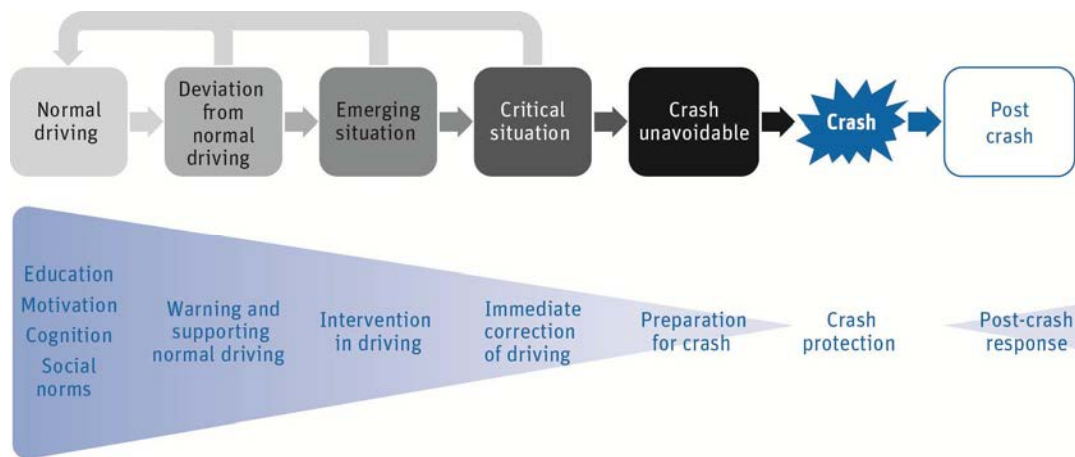 Normal
driving
Deviation
from
normal
driving
Emerging
situation
Critical
situation
Crash
unavoidable
Crash
Post
crash
Education
Motivation
Cognition
Social
norms
Warning and
supporting
normal driving
Intervention
in driving
Immediate
correction
of driving
Preparation
for crash
Crash
protection
Post-crash
response